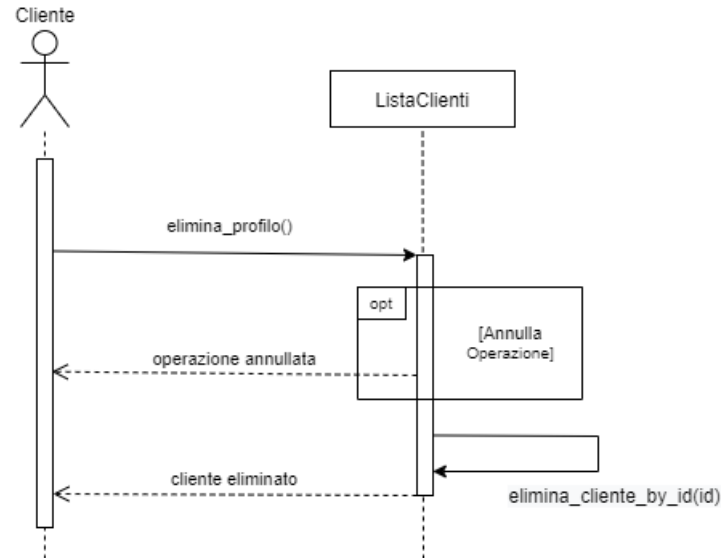 Cliente
ListaClienti
elimina_profilo()
opt
[Annulla
Operazione]
operazione annullata
cliente eliminato
elimina_cliente_by_id(id)